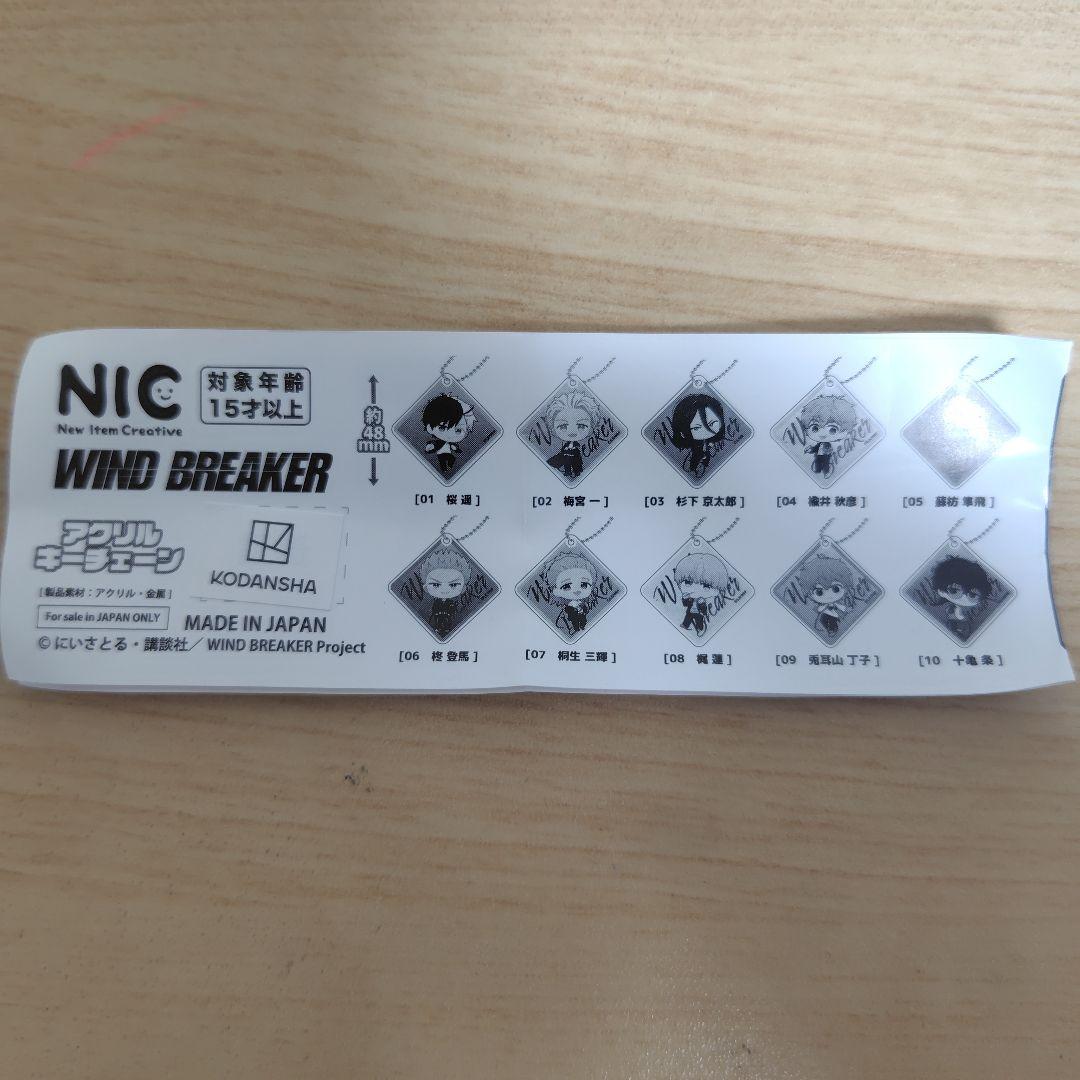 NIC
New Item Creative
対象年齢
15才以上
WIND BREAKER
アクリル
キーチェーン
[製品素材：アクリル・金属]
KODANSHA
For sale in JAPAN ONLY
MADE IN JAPAN
© にいさとる・講談社／ WIND BREAKER Project
約
48
mm
[01 桜 遥]
[02 梅宮 一]
[03 杉下 京太郎]
[04 楡井 秋彦]
[05 蘇枋 隼飛]
[06 柊 登馬]
[07 桐生 三輝]
[08 梶 蓮]
[09 兎耳山 丁子]
[10 十亀 条]